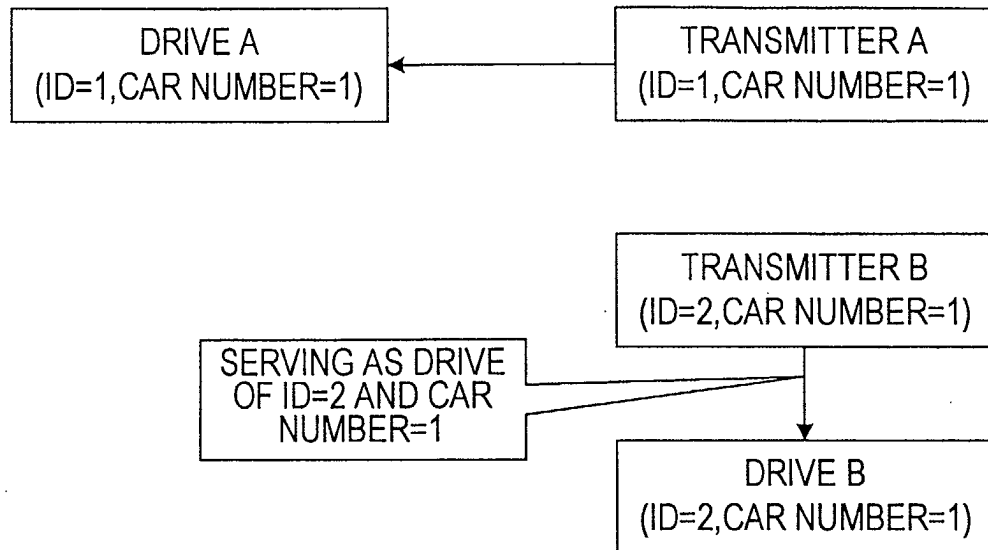 DRIVE A
(ID=1,CAR NUMBER=1)
TRANSMITTER A
(ID=1,CAR NUMBER=1)
TRANSMITTER B
(ID=2,CAR NUMBER=1)
SERVING AS DRIVE
OF ID=2 AND CAR
NUMBER=1
DRIVE B
(ID=2,CAR NUMBER=1)